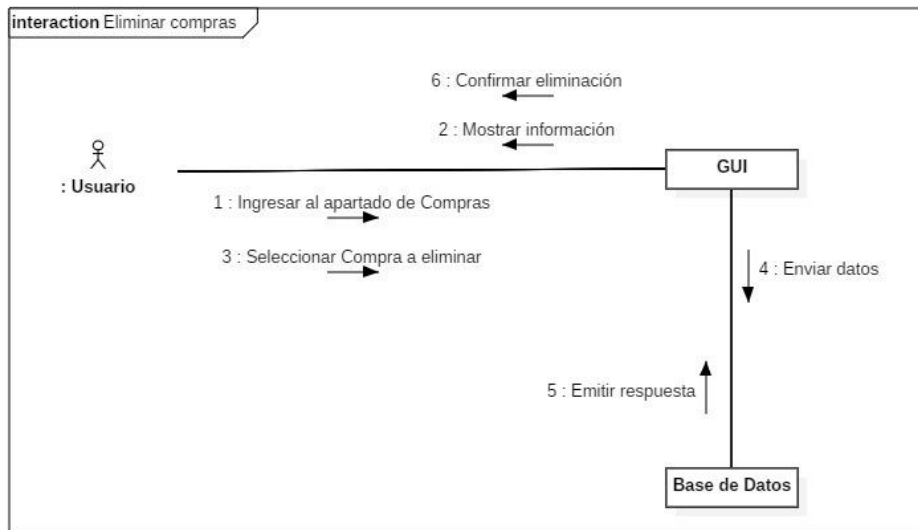 interaction Eliminar compras
6 : Confirmar eliminación
2 : Mostrar información
: Usuario
GUI
1 : Ingresar al apartado de Compras
3 : Seleccionar Compra a eliminar
4 : Enviar datos
5 : Emitir respuesta
Base de Datos